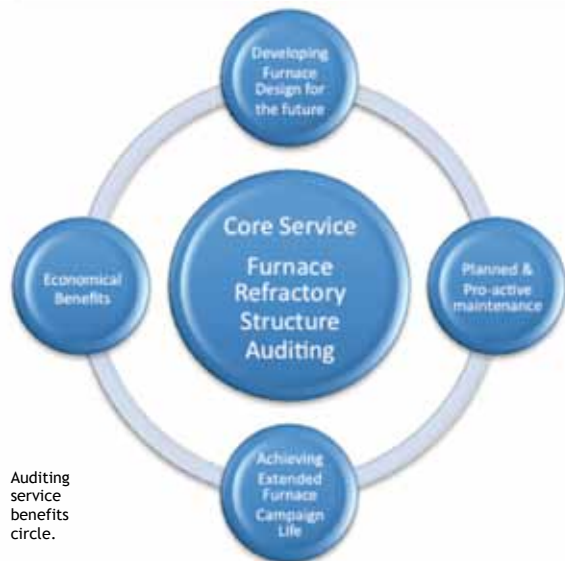 Developing
Furnace
Design for
the future
Core Service
Furnace
Refractory
Structure
Auditing
Economical
Benefits
Planned &
Pro-active
maintenance
Achieving
Extended Furnace
Campaign
Life
Auditing
service
benefits
circle.